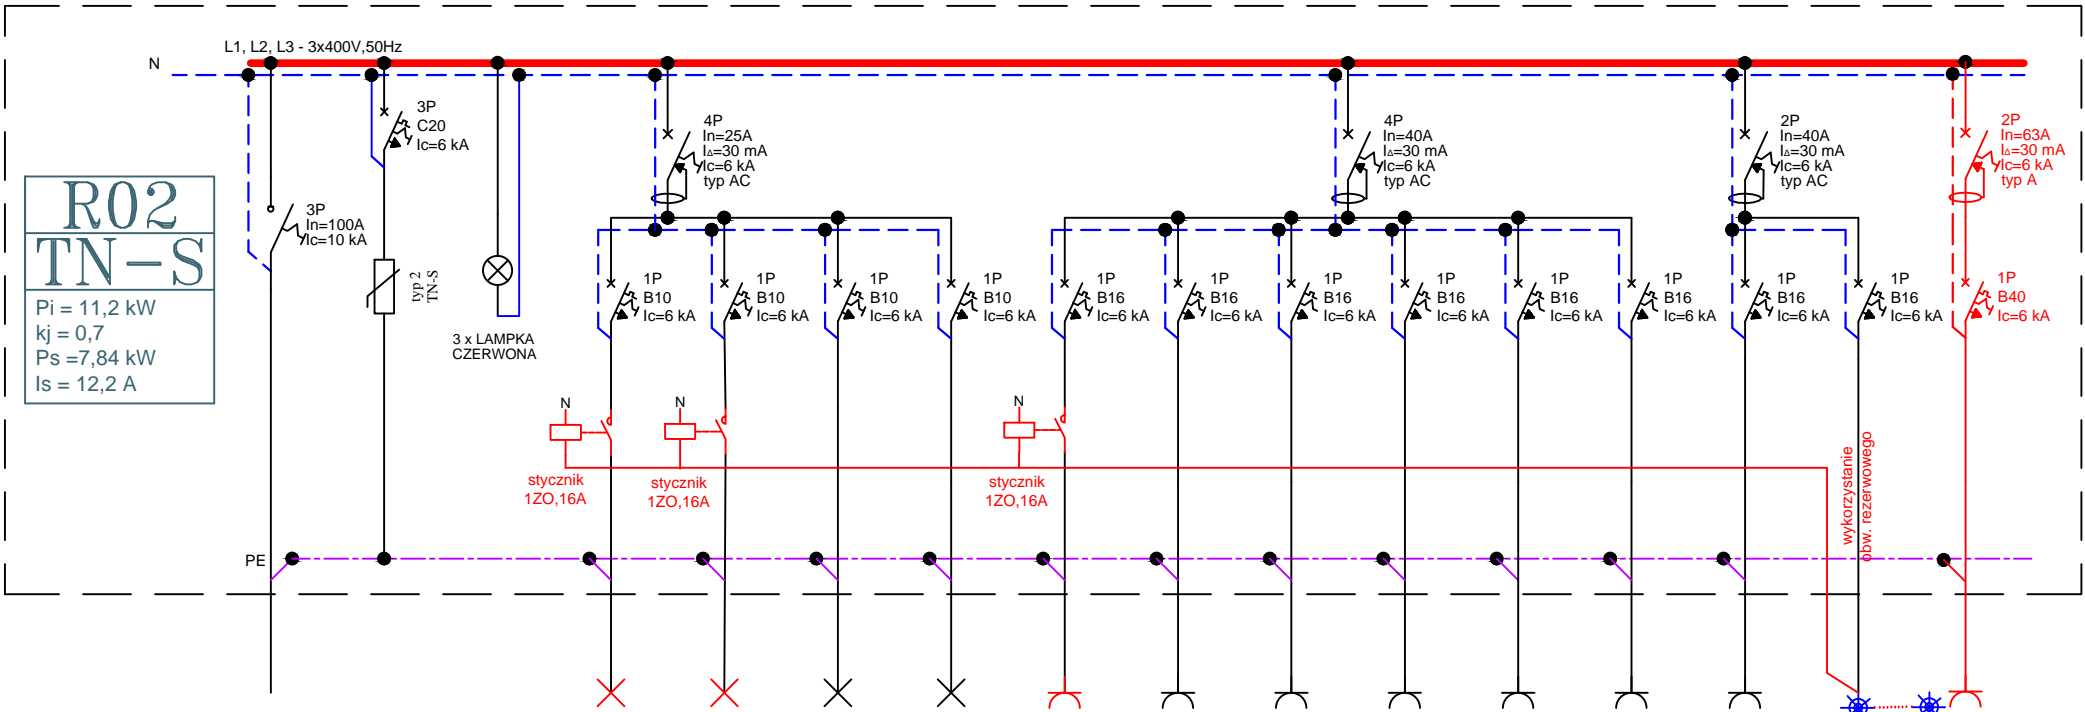 L1, L2, L3 - 3x400V,50Hz
N
R02
TN-S
Pi = 11,2 kW
kj = 0,7
Ps =7,84 kW
Is = 12,2 A
3P
In=100A
Ic=10 kA
3P
C20
Ic=6 kA
typ 2
TN-S
3 x LAMPKA
CZERWONA
4P
In=25A
I∆=30 mA
Ic=6 kA
typ AC
4P
In=40A
I∆=30 mA
Ic=6 kA
typ AC
2P
In=40A
I∆=30 mA
Ic=6 kA
typ AC
2P
In=63A
I∆=30 mA
Ic=6 kA
typ A
1P
B10
Ic=6 kA
1P
B10
Ic=6 kA
1P
B10
Ic=6 kA
1P
B10
Ic=6 kA
1P
B16
Ic=6 kA
1P
B16
Ic=6 kA
1P
B16
Ic=6 kA
1P
B16
Ic=6 kA
1P
B16
Ic=6 kA
1P
B16
Ic=6 kA
1P
B16
Ic=6 kA
1P
B16
Ic=6 kA
1P
B40
Ic=6 kA
N
N
N
stycznik
1ZO,16A
stycznik
1ZO,16A
stycznik
1ZO,16A
wykorzystanie
obw. rezerwowego
PE